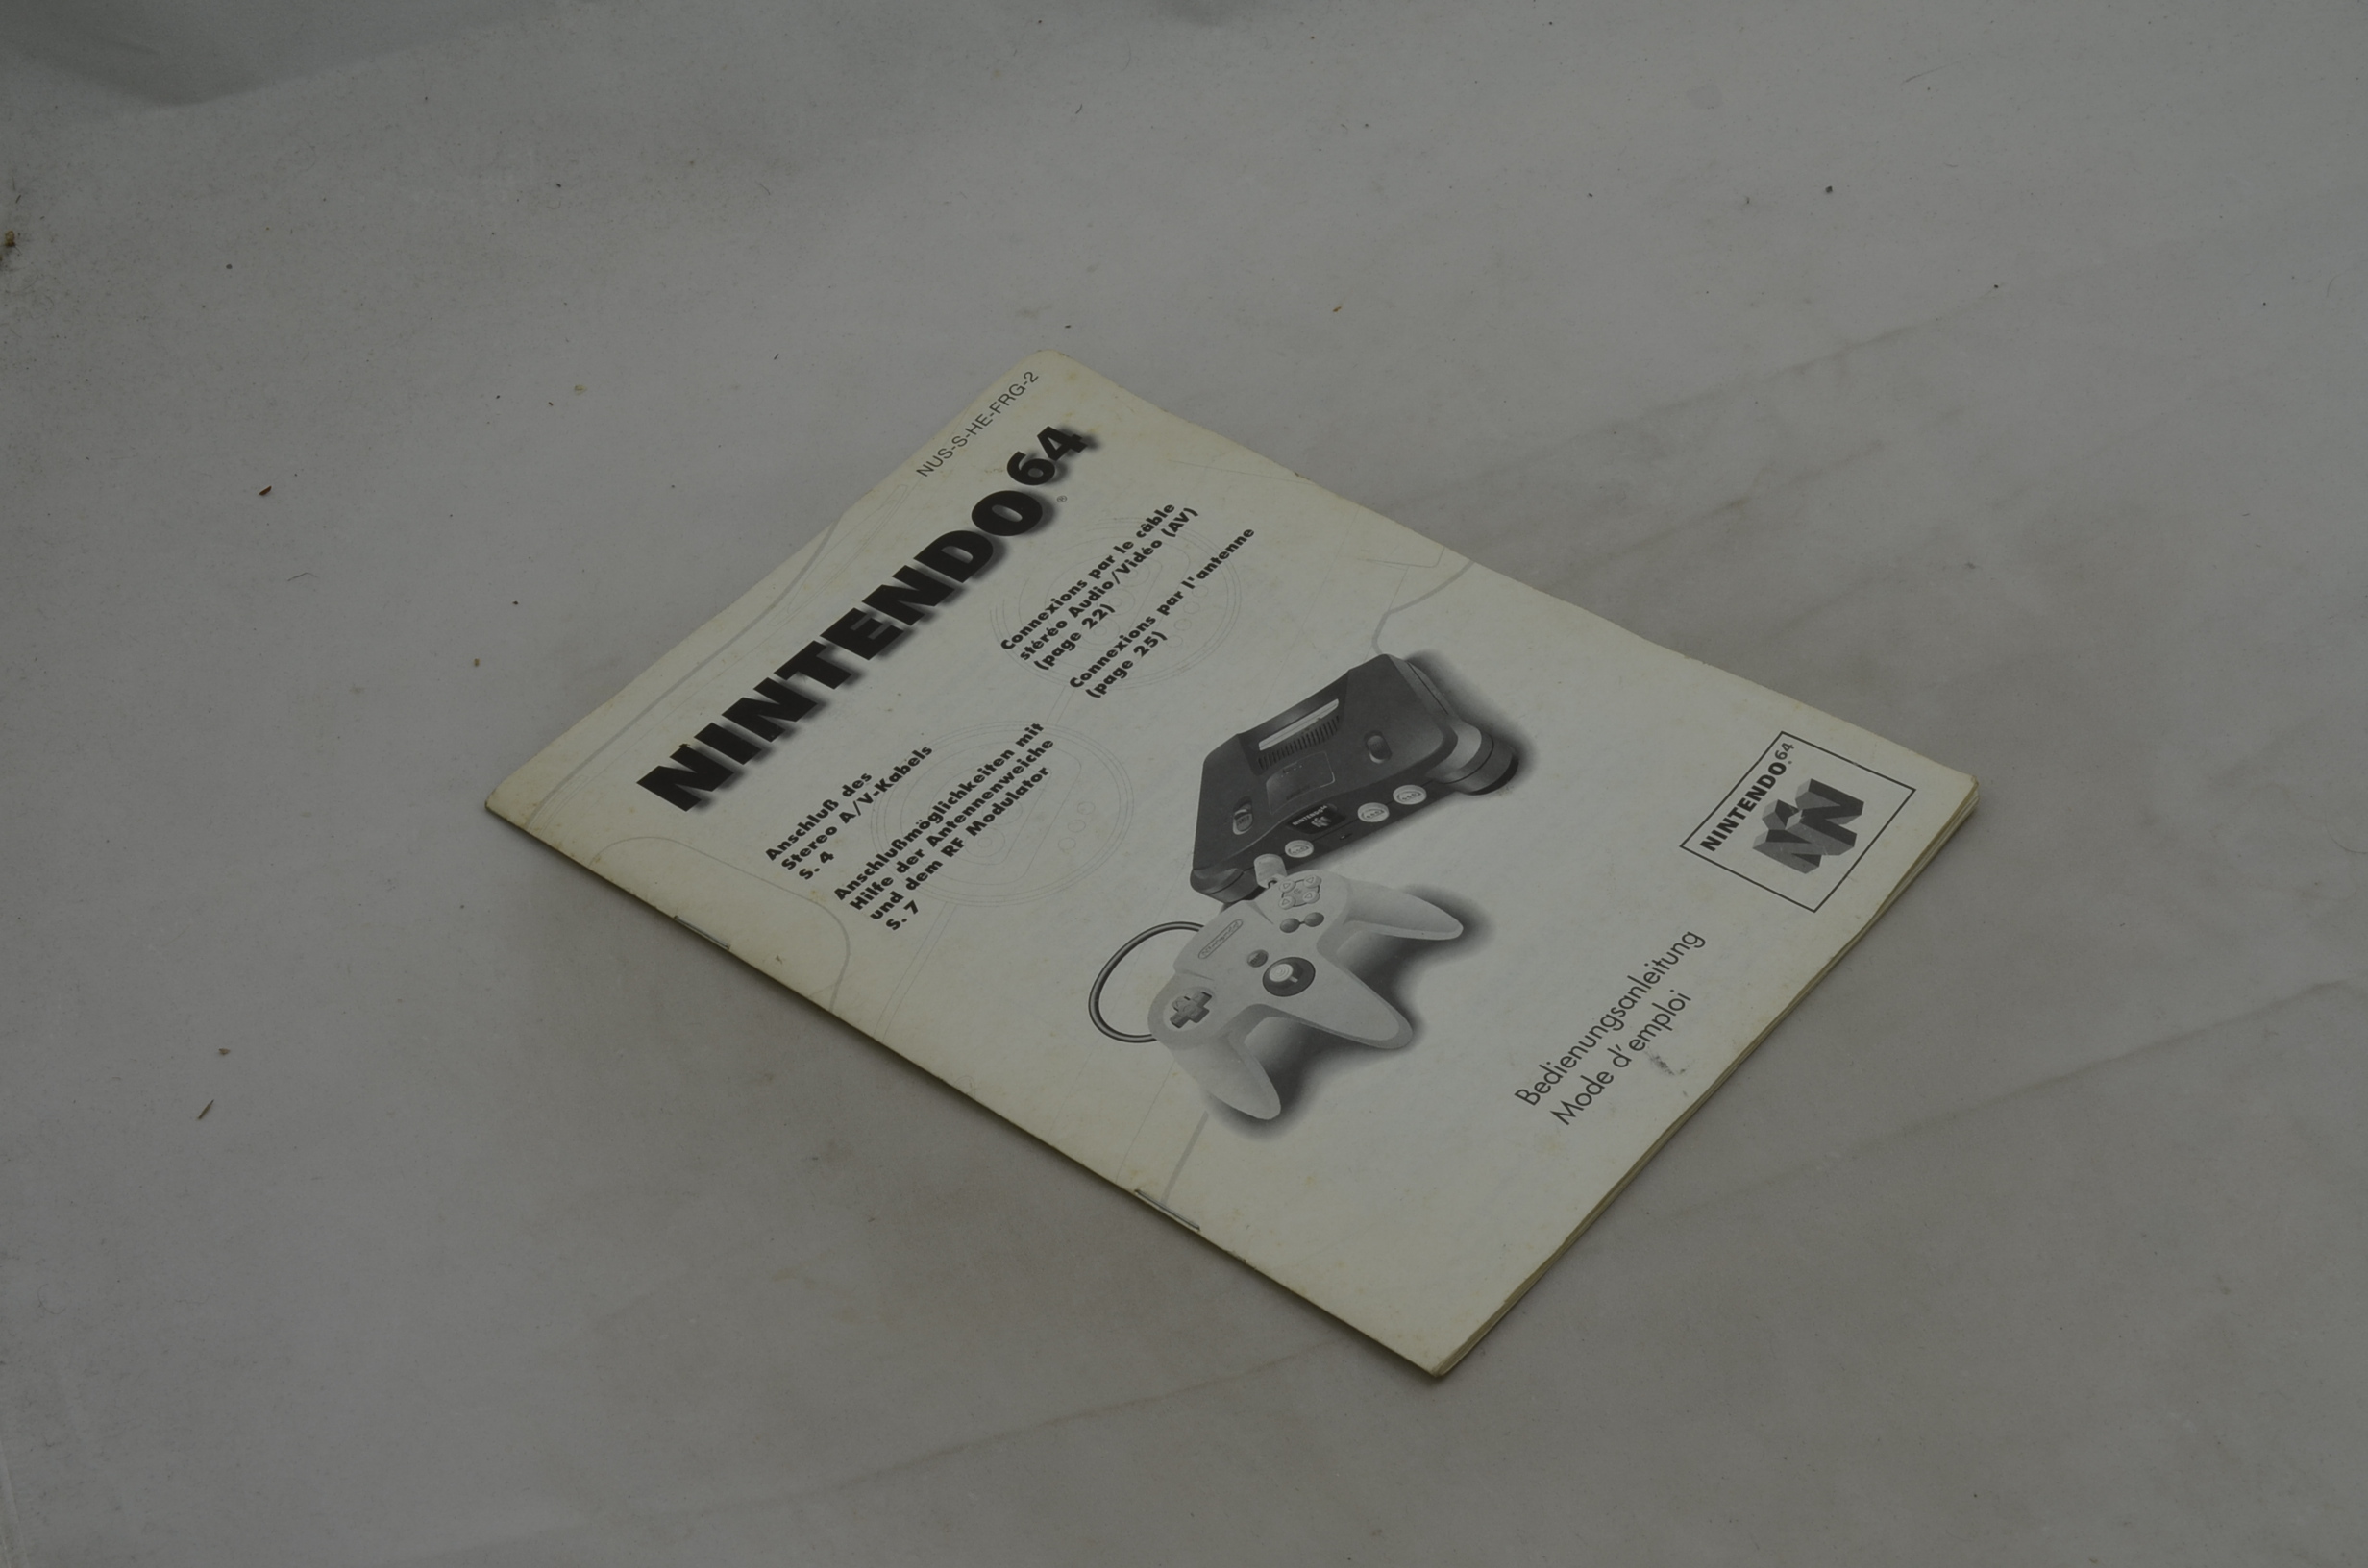 NUS-S-HE-FRG-2
NINTENDO64®
Anschluß des
Stereo A/V-Kabels
S. 4
Anschlußmöglichkeiten mit
Hilfe der Antennenweiche
und dem RF Modulator
S. 7
Connexions par le câble
stéréo Audio/Vidéo (AV)
(page 22)
Connexions par l'antenne
(page 25)
NINTENDO64
Bedienungsanleitung
Mode d'emploi